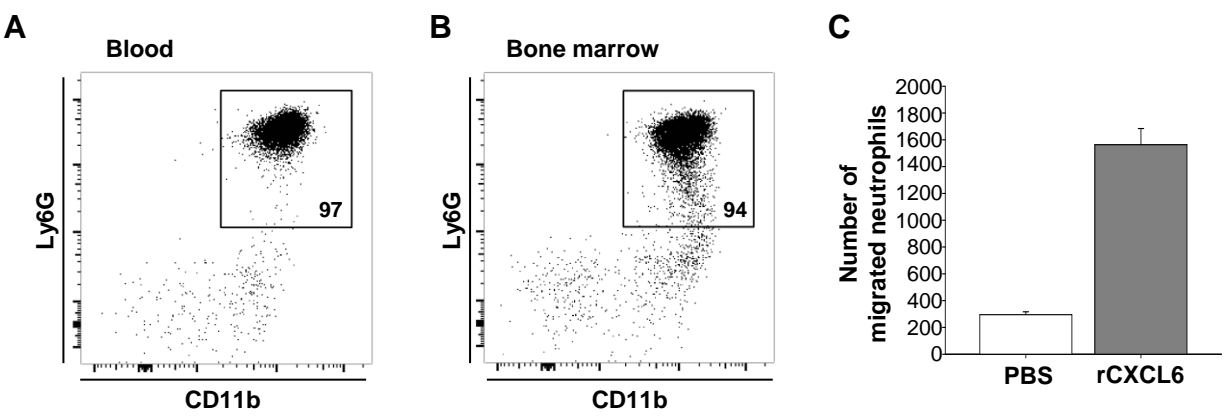 A
Blood
Ly6G
97
CD11b
B
Bone marrow
Ly6G
94
CD11b
C
Number of
migrated neutrophils
2000
1800
1600
1400
1200
1000
800
600
400
200
0
PBS
rCXCL6